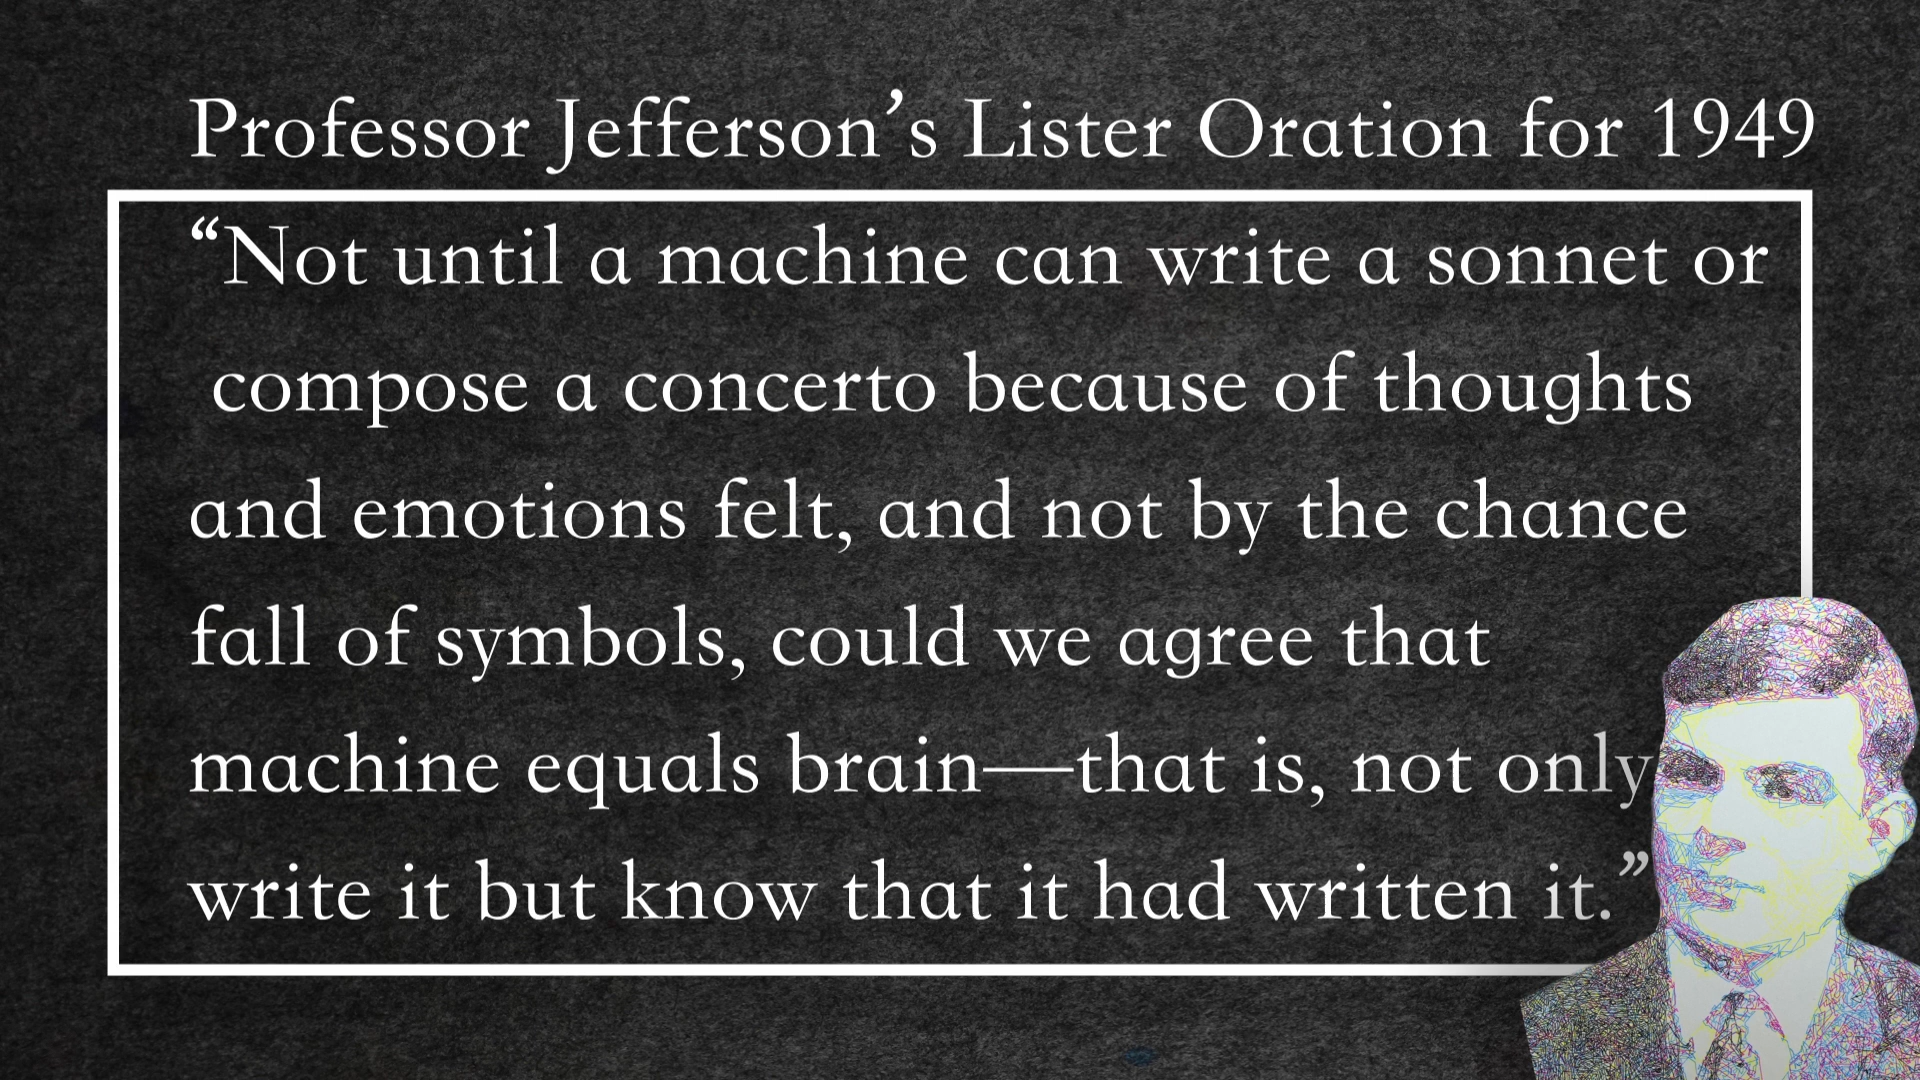 Professor Jefferson’s Lister Oration for 1949
“Not until a machine can write a sonnet or
compose a concerto because of thoughts
and emotions felt, and not by the chance
fall of symbols, could we agree that
machine equals brain—that is, not only
write it but know that it had written it.”